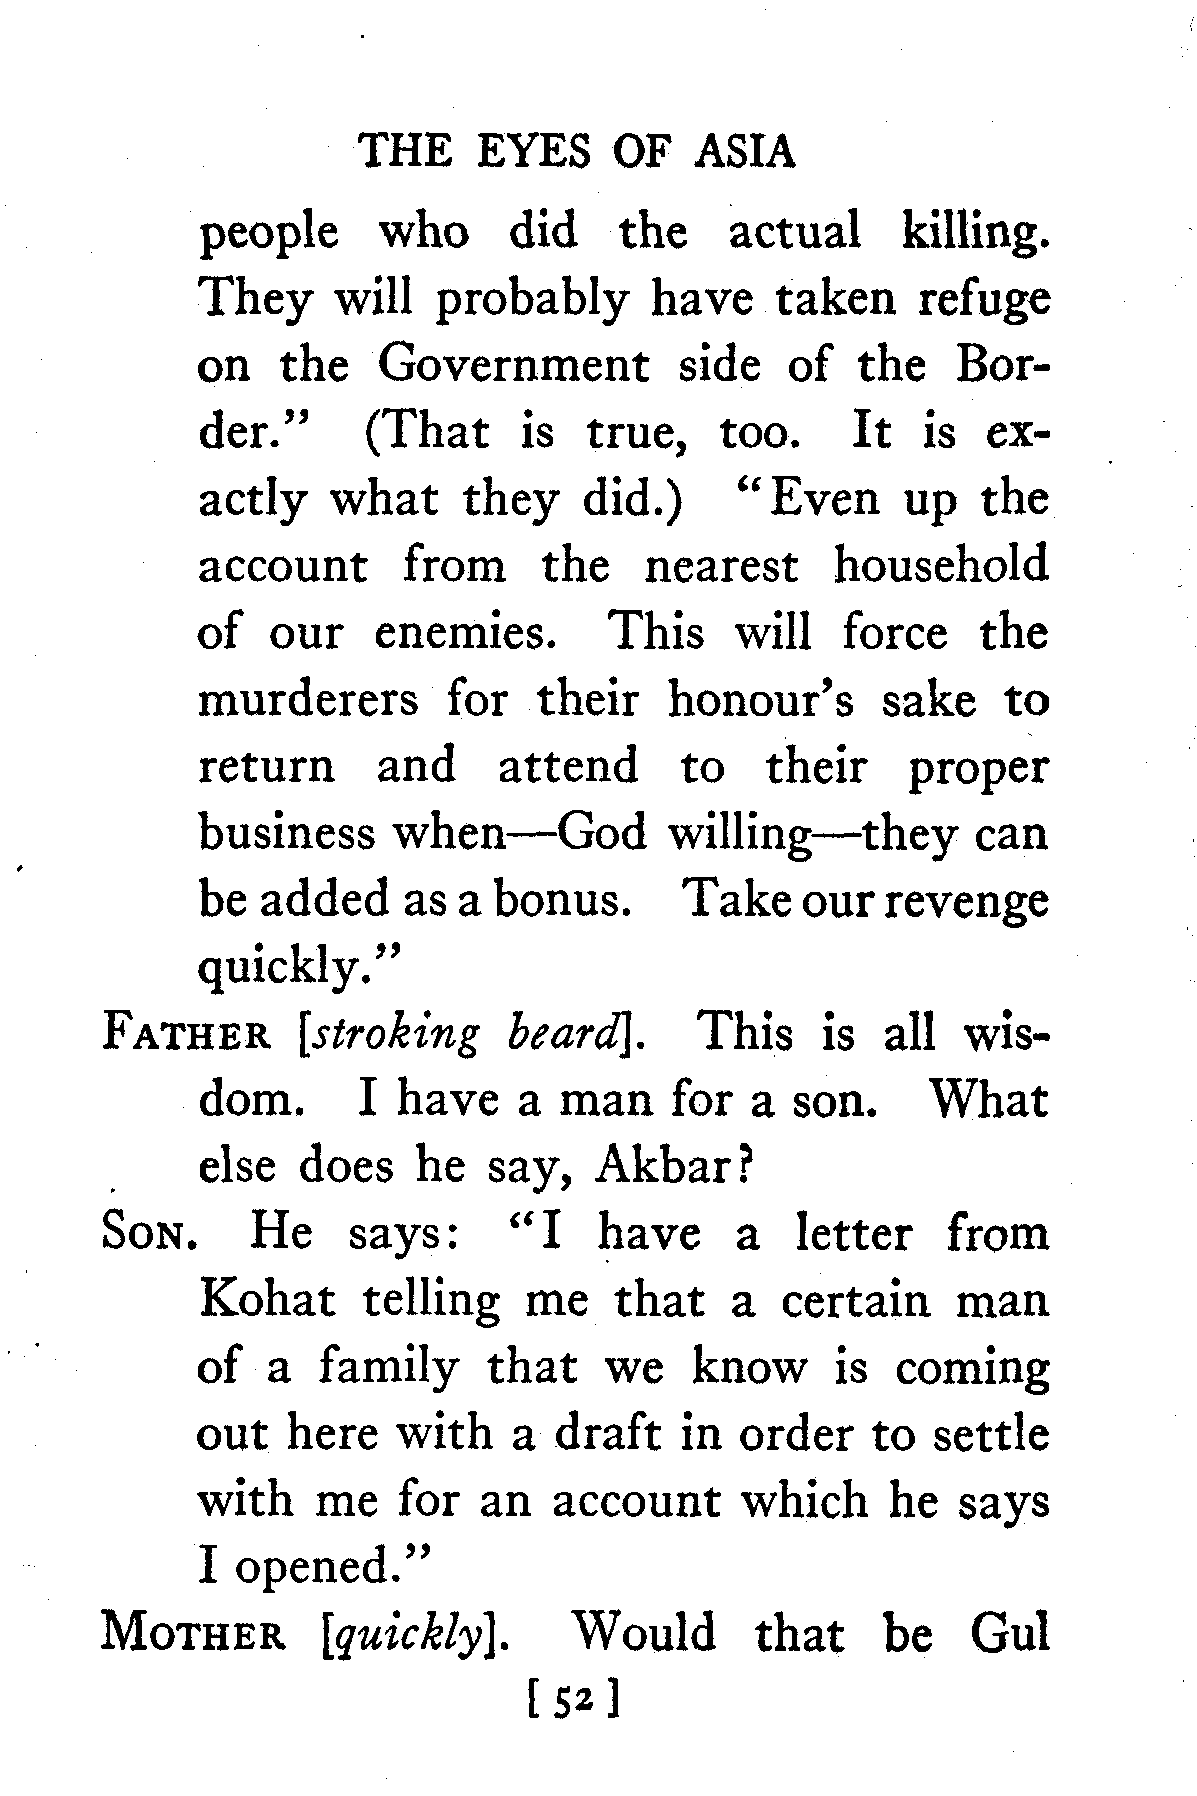 THE EYES OF ASIA
people who did the actual killing.
They will probably have taken refuge
on the Government side of the Bor-
der.” (That is true, too. It is ex-
actly what they did.) “Even up the
account from the nearest household
of our enemies. This will force the
murderers for their honour’s sake to
return and attend to their proper
business when—God willing—they can
be added as a bonus. Take our revenge
quickly.”
FATHER [stroking beard]. This is all wis-
dom. I have a man for a son. What
else does he say, Akbar?
SON. He says: “I have a letter from
Kohat telling me that a certain man
of a family that we know is coming
out here with a draft in order to settle
with me for an account which he says
I opened.”
MOTHER [quickly]. Would that be Gul
[ 52 ]